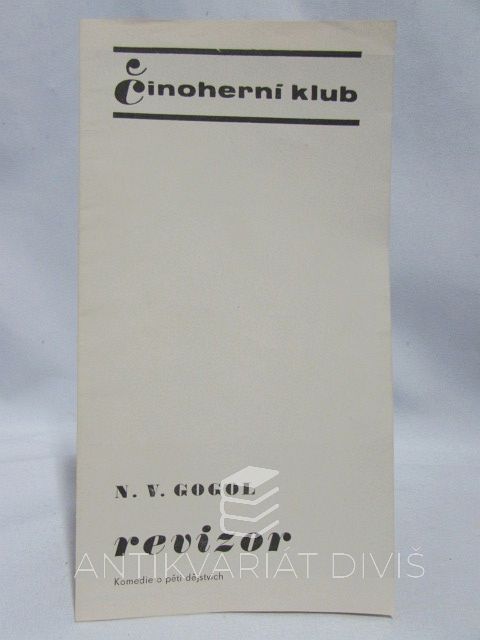 Činoherní klub
N. V. GOGOL
revizor
ANTIKVARIÁT DIVIŠ
Komedie o pěti dějstvích